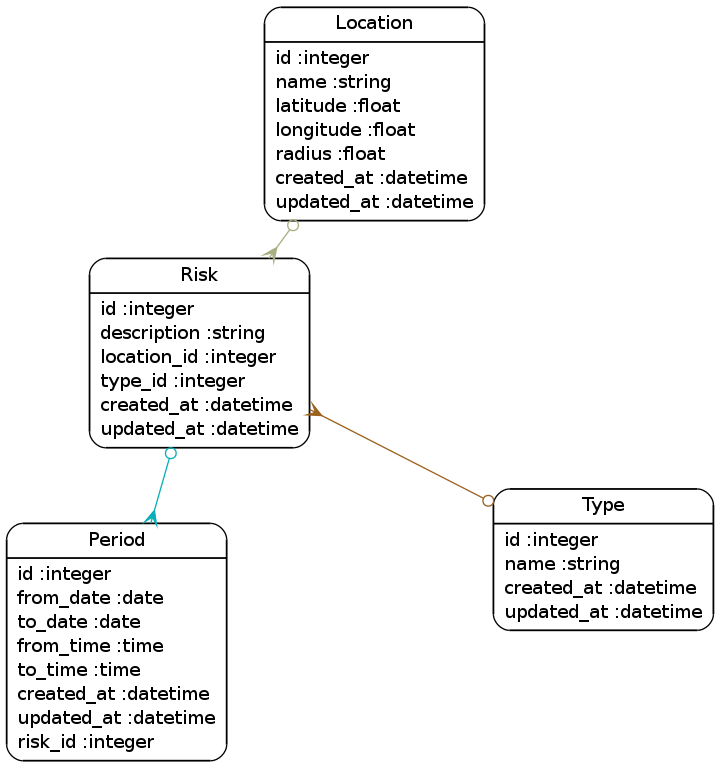 Location
id :integer
name :string
latitude :float
longitude :float
radius :float
created_at :datetime
updated_at :datetime
Risk
id :integer
description :string
location_id :integer
type_id :integer
created_at :datetime
updated_at :datetime
Type
id :integer
name :string
created_at :datetime
updated_at :datetime
Period
id :integer
from_date :date
to_date :date
from_time :time
to_time :time
created_at :datetime
updated_at :datetime
risk_id :integer